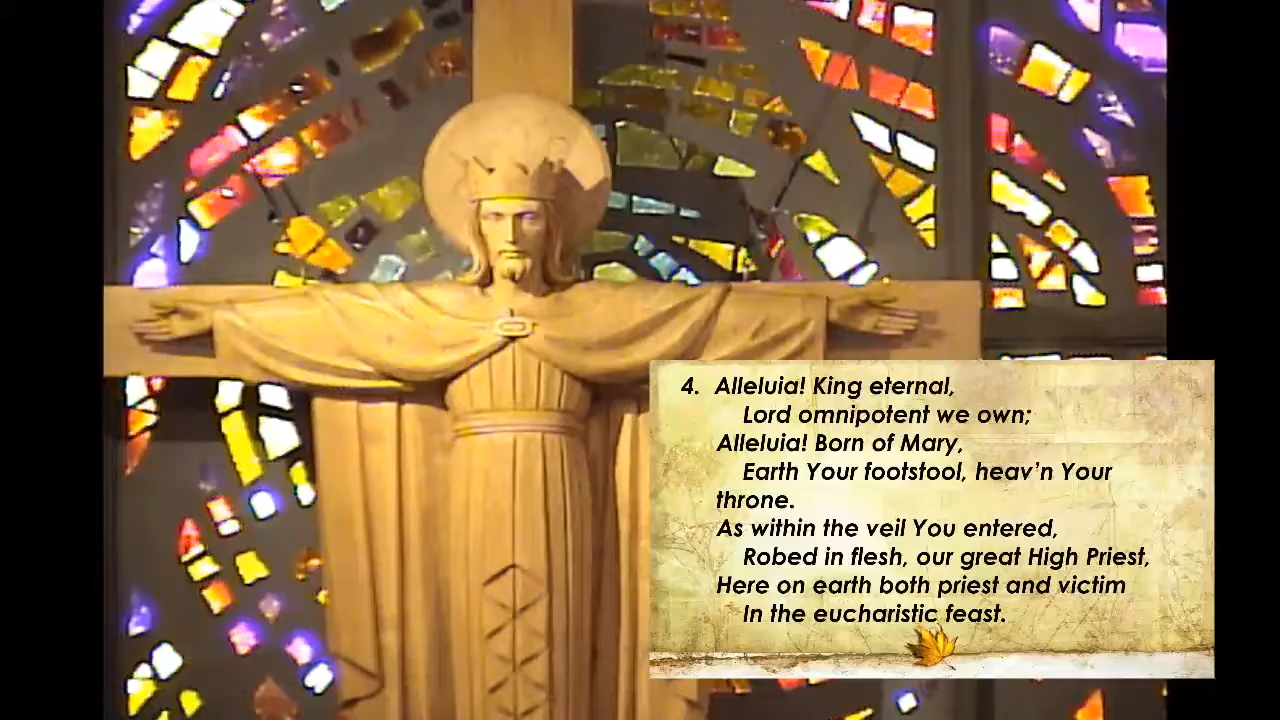 4. Alleluia! King eternal,
Lord omnipotent we own;
Alleluia! Born of Mary,
Earth Your footstool, heav'n Your
throne.
As within the veil You entered,
Robed in flesh, our great High Priest,
Here on earth both priest and victim
In the eucharistic feast.